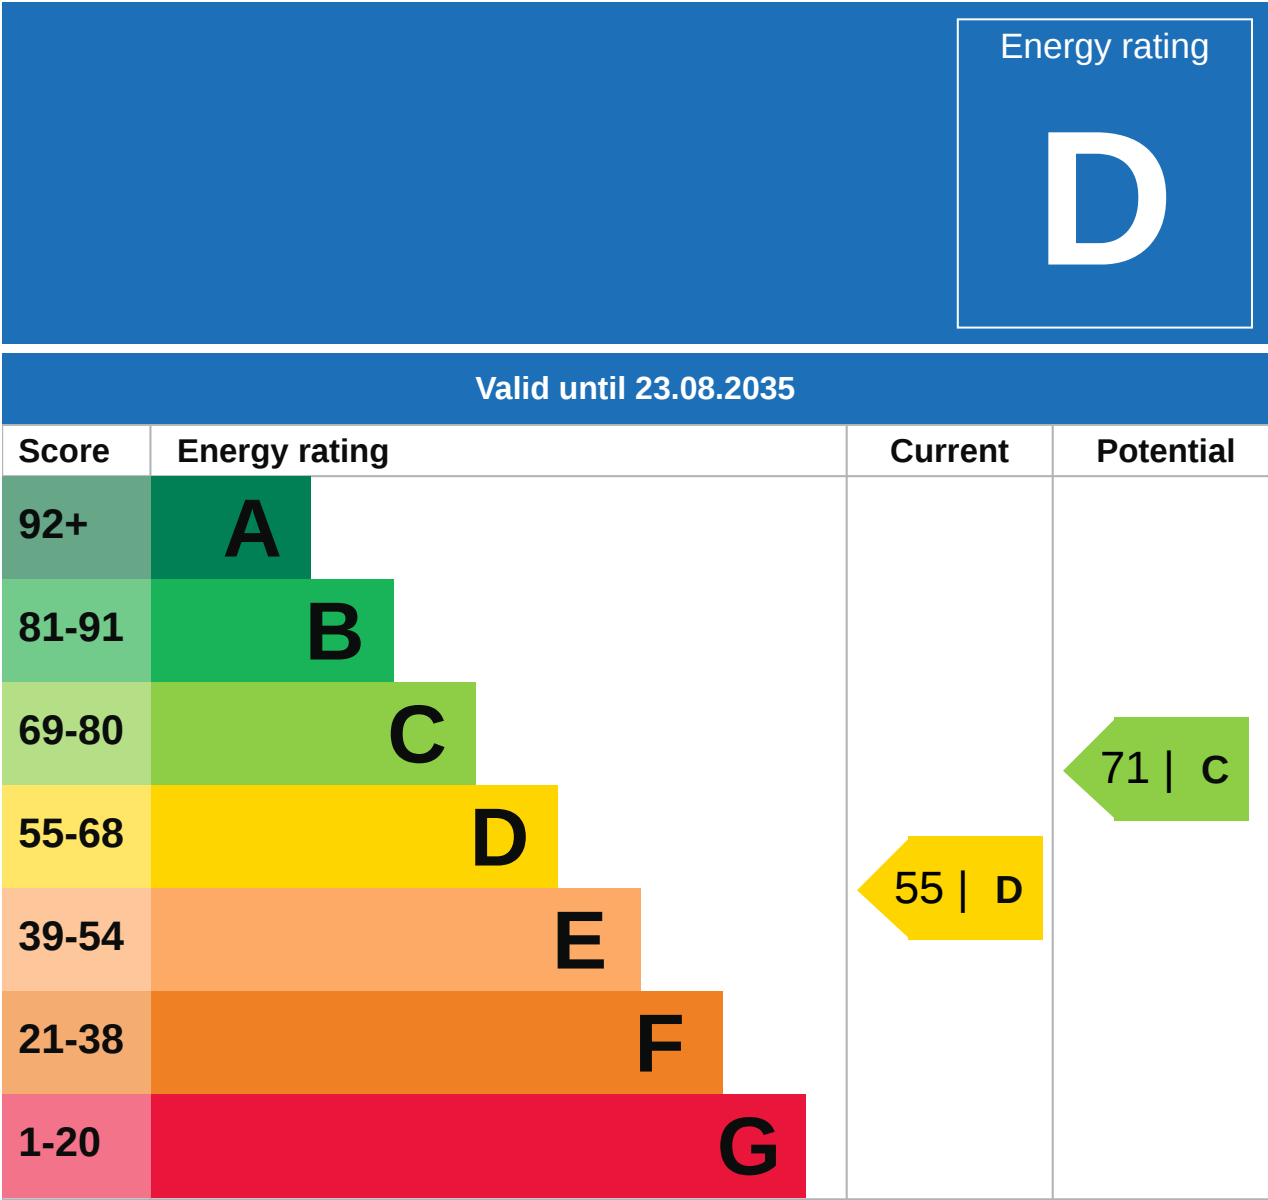 Energy rating
D
Valid until 23.08.2035
Score Energy rating Current Potential
92+ A
81-91 B
69-80 C
71 | C
55-68 D
55 | D
39-54 E
21-38 F
1-20 G